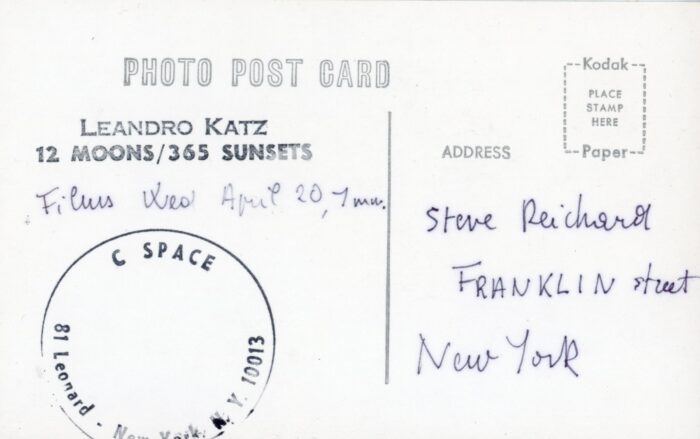 PHOTO POST CARD
LEANDRO KATZ
12 MOONS/365 SUNSETS
Films Wed April 20, 7
C SPACE
81 Leonard - New York, N.Y. 10013
ADDRESS
Kodak
PLACE
STAMP
HERE
Paper
Steve Reichard
FRANKLIN street
New York